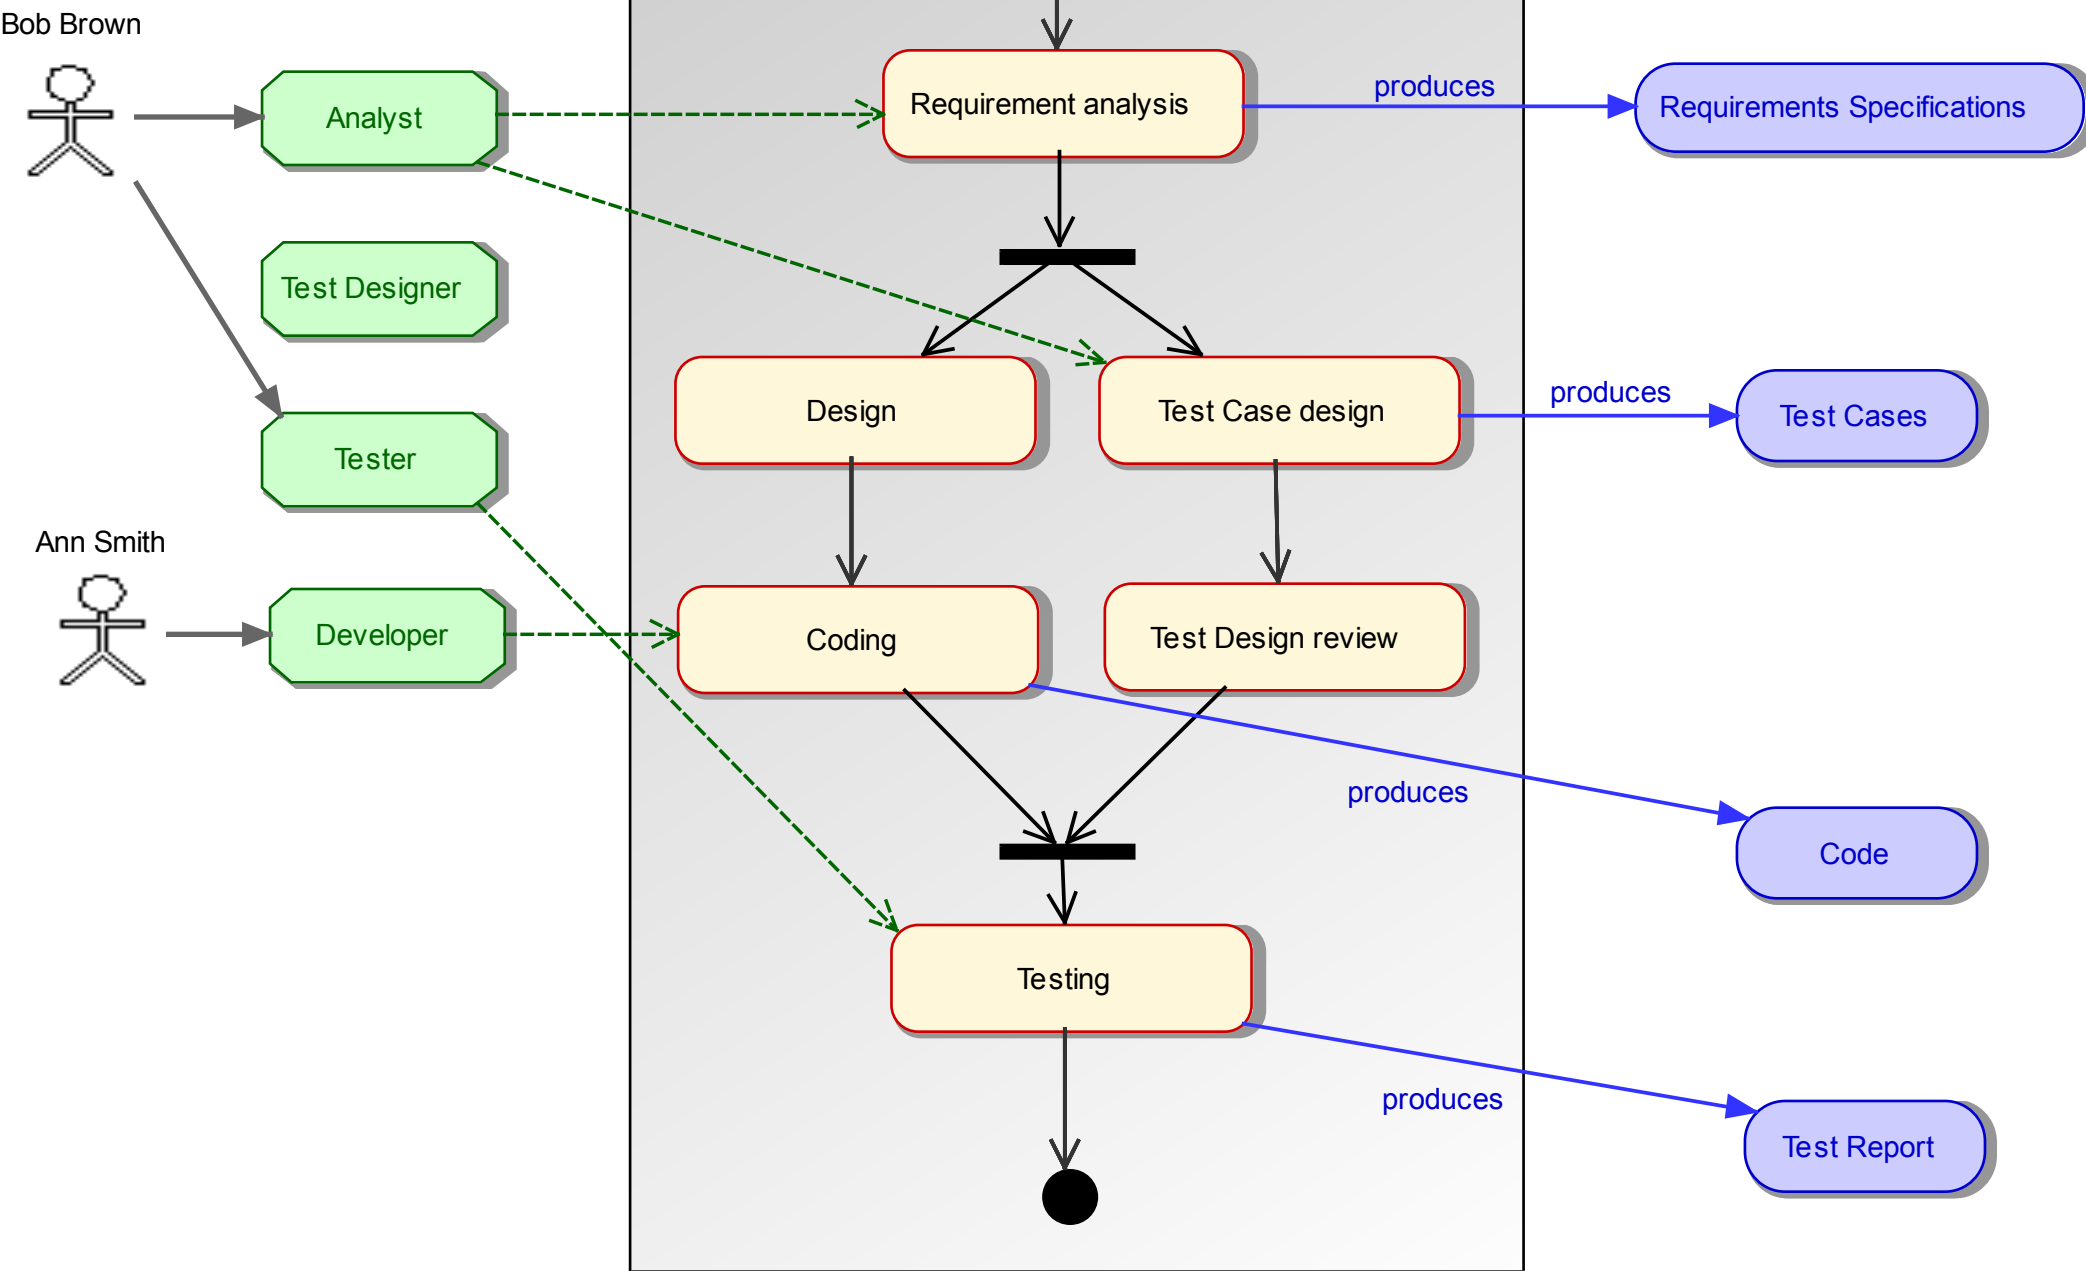 Bob Brown
Analyst
Requirement analysis
produces
Requirements Specifications
Test Designer
Design
Test Case design
produces
Test Cases
Tester
Ann Smith
Developer
Coding
Test Design review
produces
Code
Testing
produces
Test Report